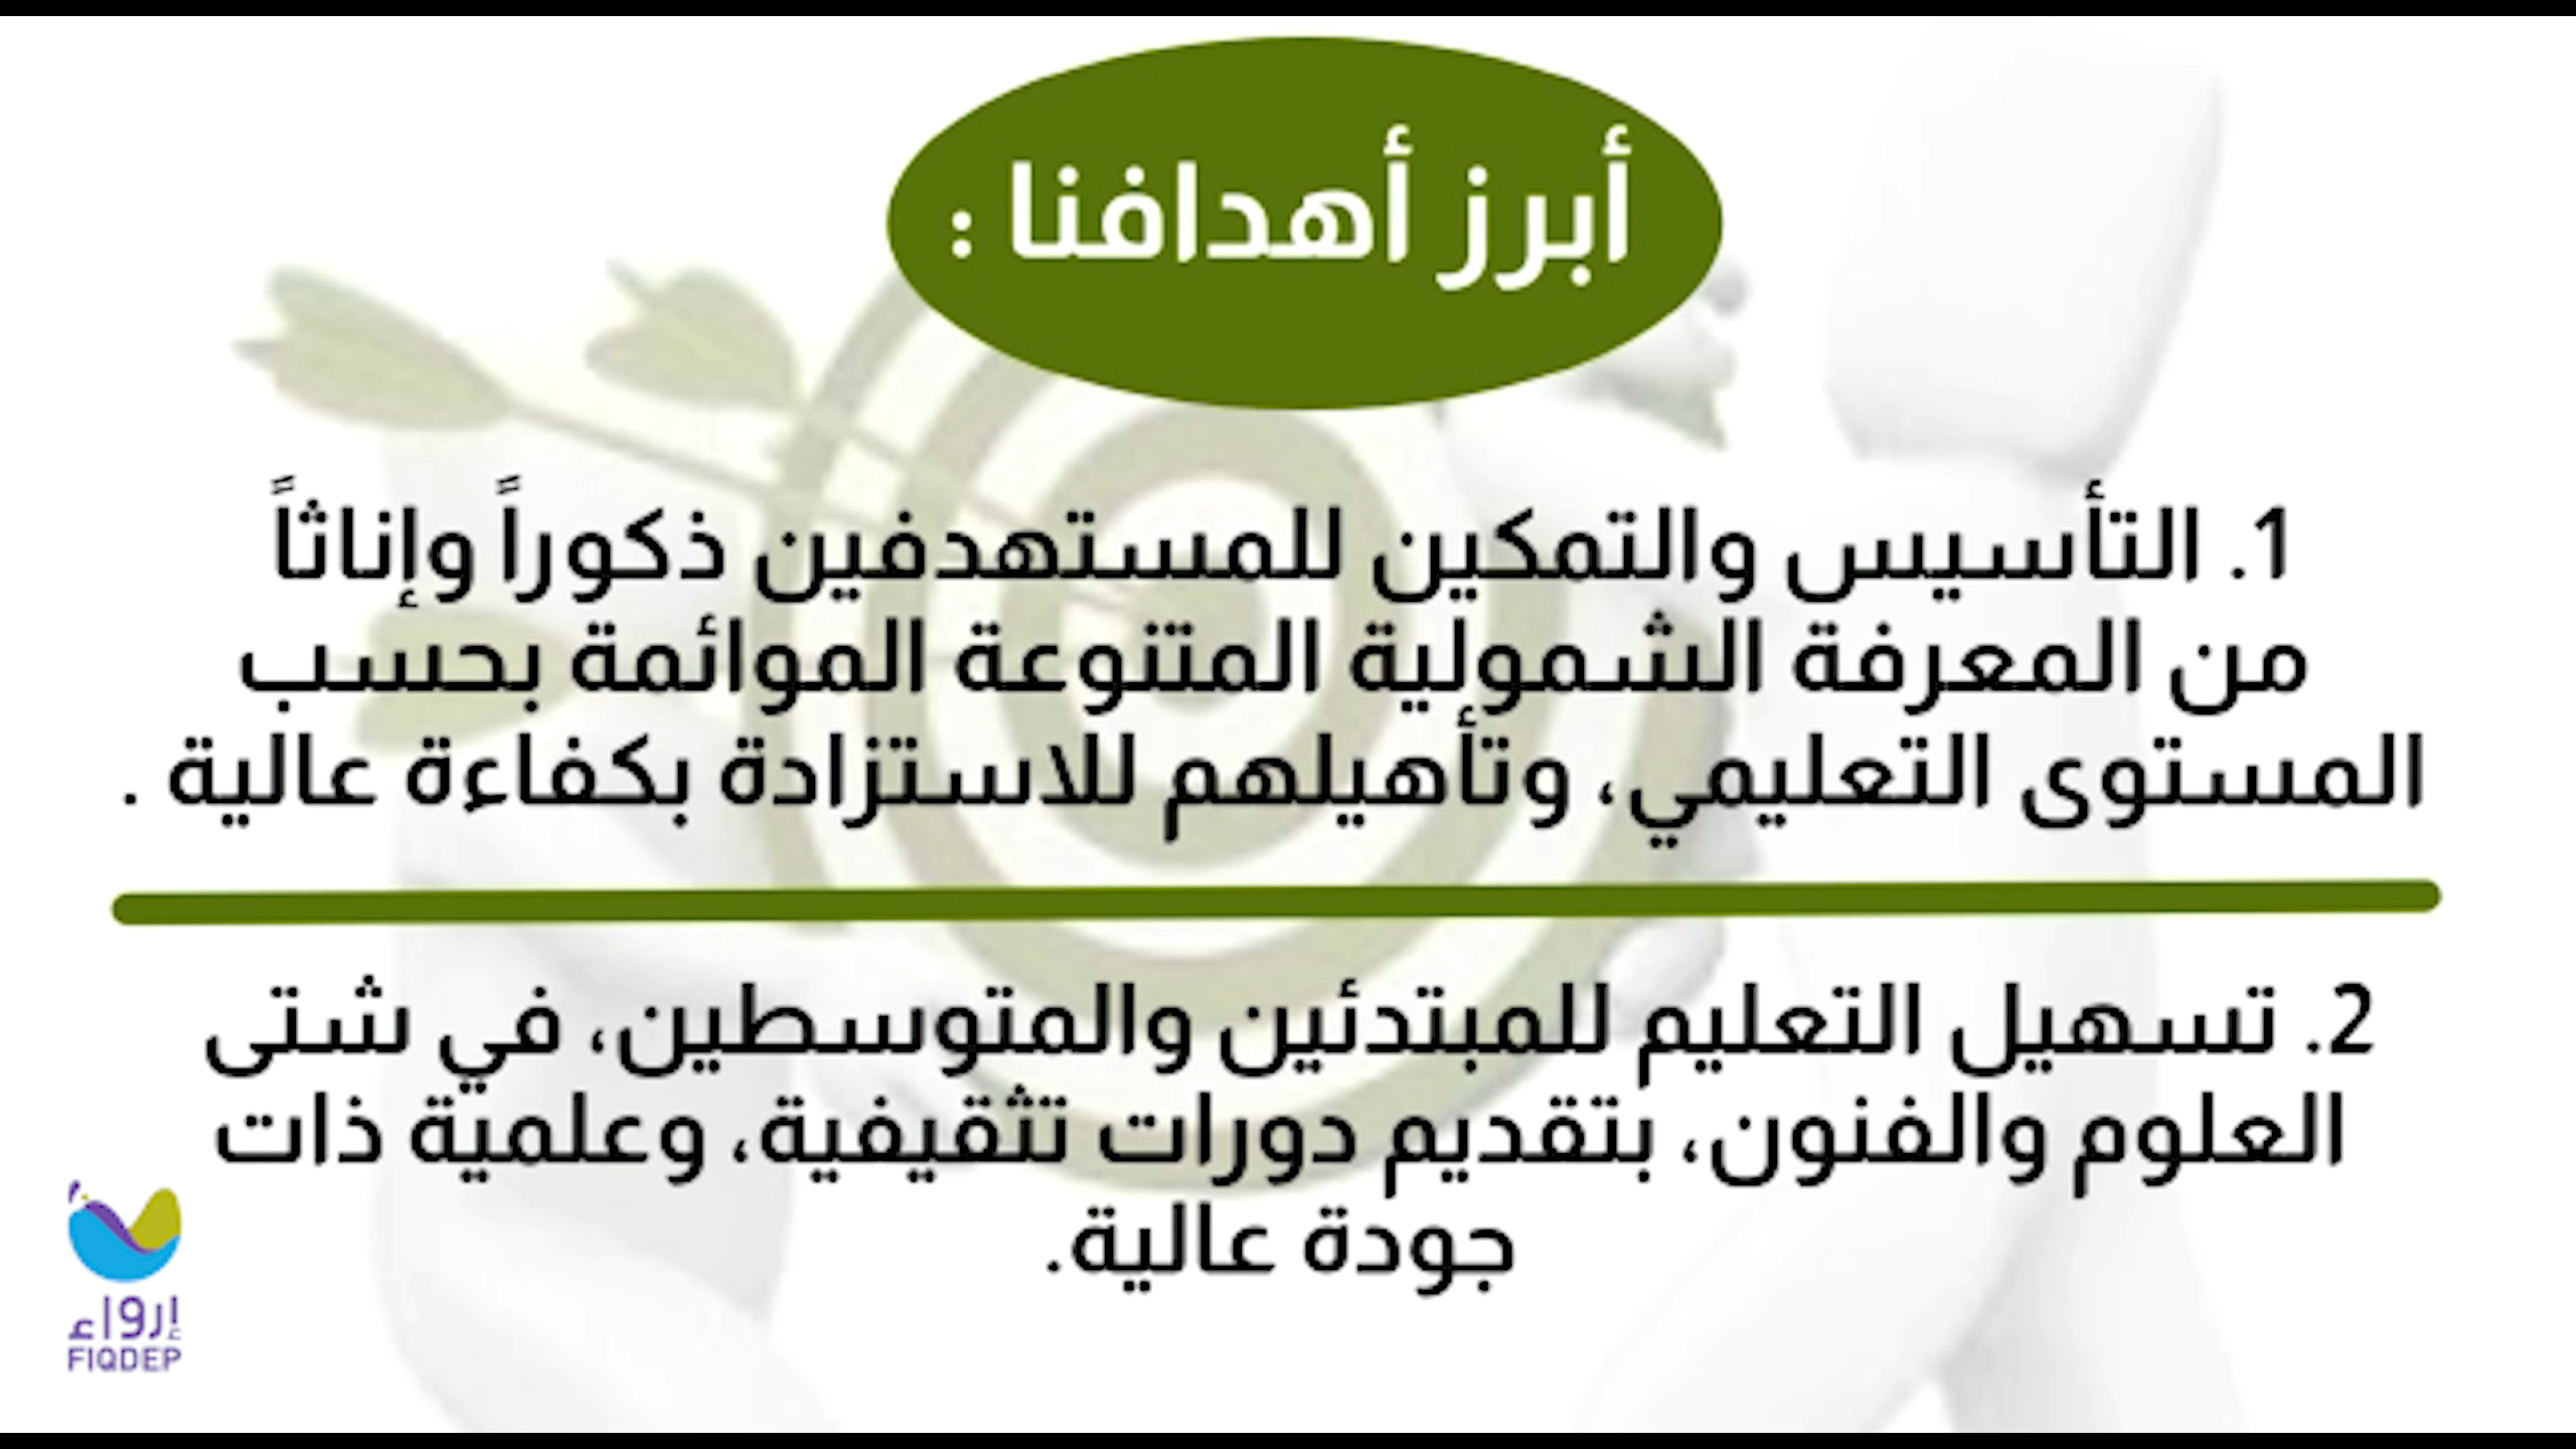 أبرز أهدافنا :
1. التأسيس والتمكين للمستهدفين ذكوراً وإناثاً
من المعرفة الشمولية المتنوعة الموائمة بحسب
المستوى التعليمي، وتأهيلهم للاستزادة بكفاءة عالية .
2. تسهيل التعليم للمبتدئين والمتوسطين، في شتى
العلوم والفنون، بتقديم دورات تثقيفية، وعلمية ذات
جودة عالية.
إرواء
FIQDEP